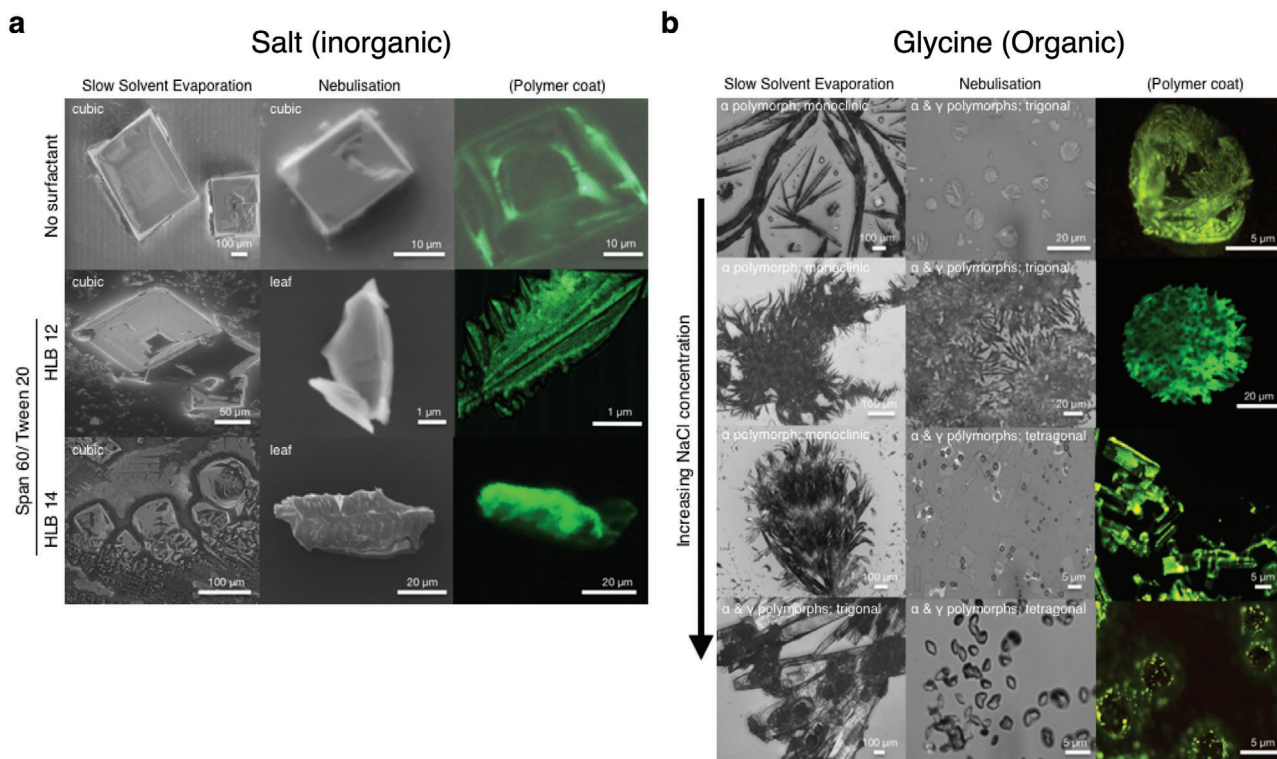 a
Salt (inorganic)
Slow Solvent Evaporation
Nebulisation
(Polymer coat)
No surfactant
cubic
100 µm
cubic
10 µm
10 µm
Span 60/ Tween 20
HLB 12
cubic
50 µm
leaf
1 µm
1 µm
HLB 14
cubic
100 µm
leaf
20 µm
20 µm
b
Glycine (Organic)
Slow Solvent Evaporation
Nebulisation
(Polymer coat)
Increasing NaCl concentration
α polymorph; monoclinic
100 µm
α & γ polymorphs; trigonal
20 µm
5 µm
α polymorph; monoclinic
100 µm
α & γ polymorphs; trigonal
20 µm
20 µm
α polymorph; monoclinic
100 µm
α & γ polymorphs; tetragonal
5 µm
5 µm
α & γ polymorphs; trigonal
100 µm
α & γ polymorphs; tetragonal
5 µm
5 µm